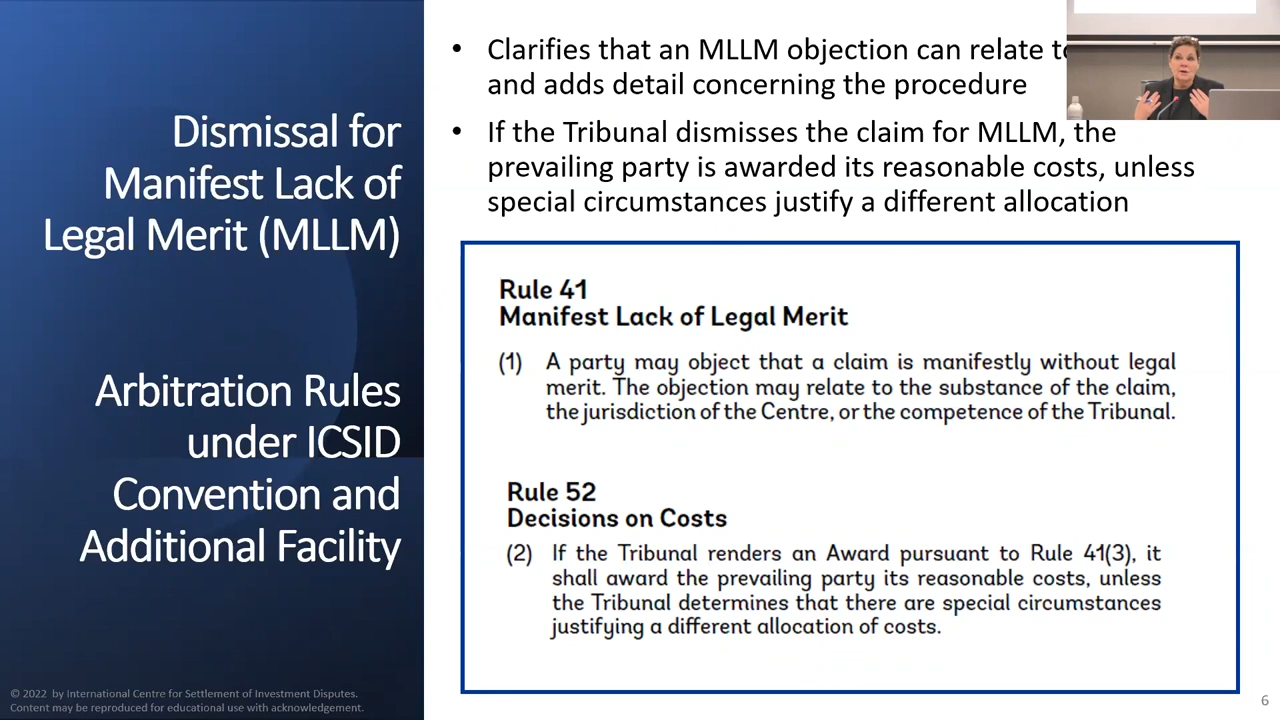 Dismissal for
Manifest Lack of
Legal Merit (MLLM)
Arbitration Rules
under ICSID
Convention and
Additional Facility
© 2022 by International Centre for Settlement of Investment Disputes.
Content may be reproduced for educational use with acknowledgement.
• Clarifies that an MLLM objection can relate
and adds detail concerning the procedure
• If the Tribunal dismisses the claim for MLLM, the
prevailing party is awarded its reasonable costs, unless
special circumstances justify a different allocation
Rule 41
Manifest Lack of Legal Merit
(1) A party may object that a claim is manifestly without legal
merit. The objection may relate to the substance of the claim,
the jurisdiction of the Centre, or the competence of the Tribunal.
Rule 52
Decisions on Costs
(2) If the Tribunal renders an Award pursuant to Rule 41(3), it
shall award the prevailing party its reasonable costs, unless
the Tribunal determines that there are special circumstances
justifying a different allocation of costs.
6